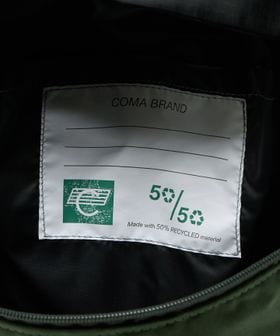 COMA BRAND
50/50
Made with 50% RECYCLED material